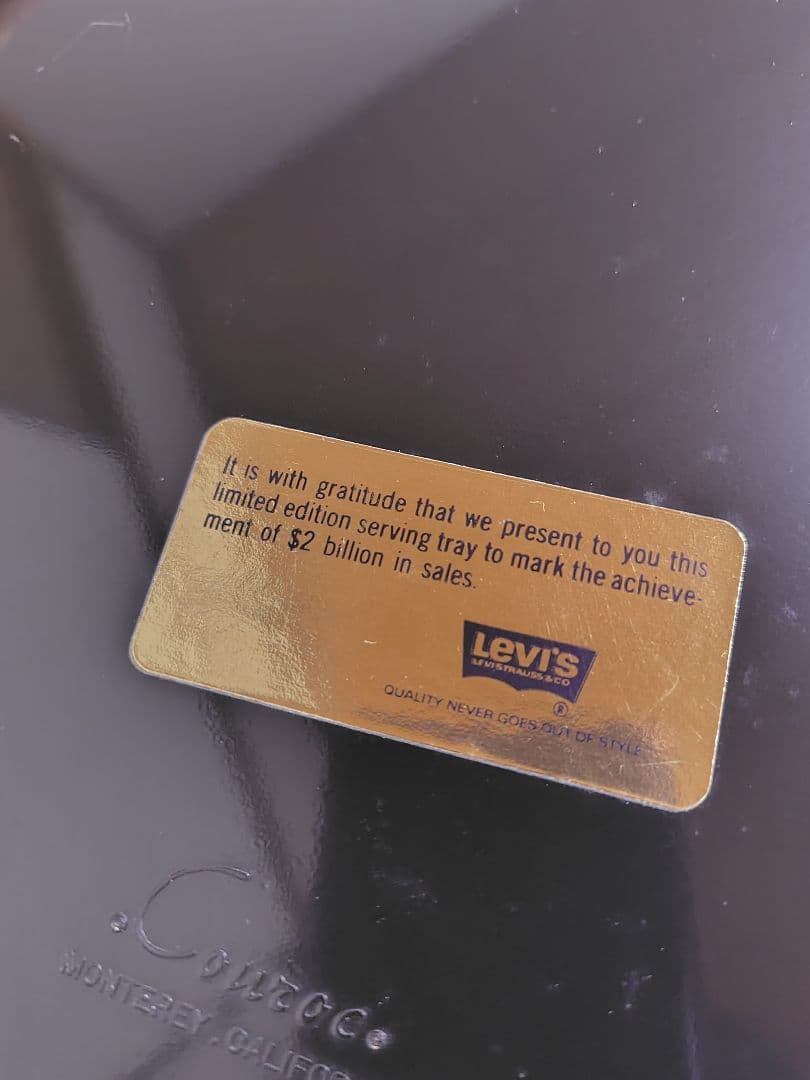 It is with gratitude that we present to you this
limited edition serving tray to mark the achieve-
ment of $2 billion in sales.
LEVI'S
LEVI STRAUSS & CO
®
QUALITY NEVER GOES OUT OF STYLE
Couroc
MONTEREY, CALIFOR